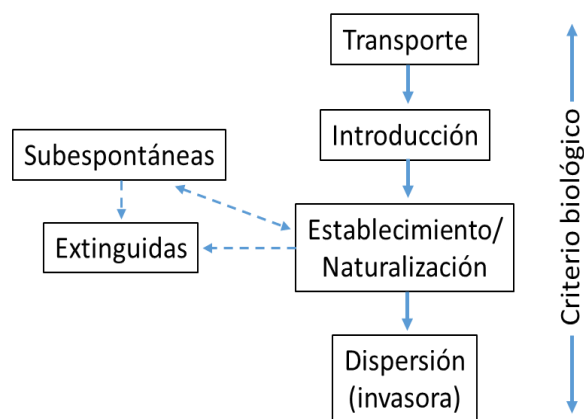 Transporte
Introducción
Subespontáneas
Extinguidas
Establecimiento/
Naturalización
Dispersión
(invasora)
Criterio biológico